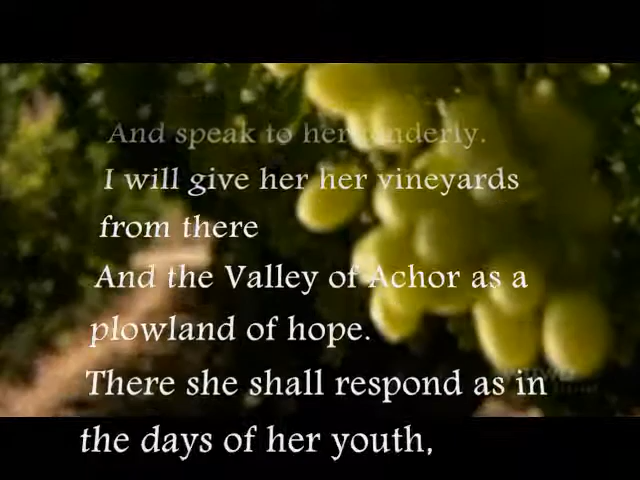 And speak to her tenderly.
I will give her her vineyards
from there
And the Valley of Achor as a
plowland of hope.
There she shall respond as in
the days of her youth,